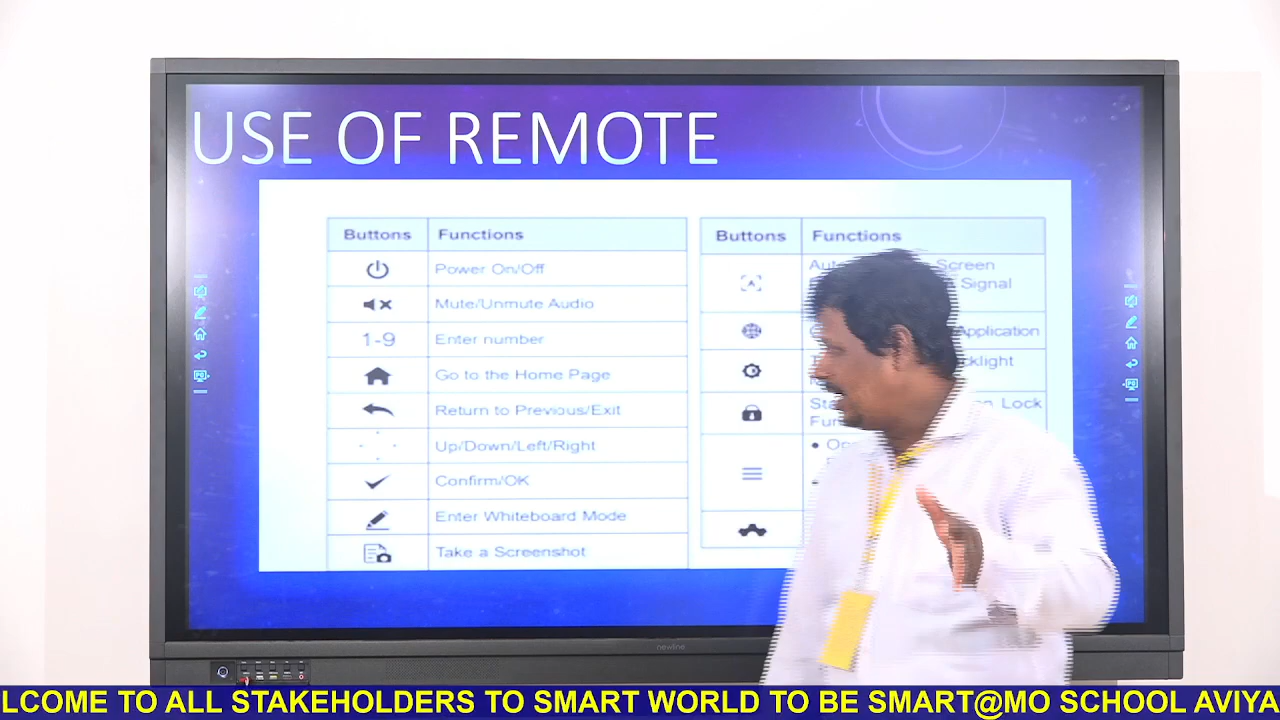 USE OF REMOTE
Buttons Functions
Power On/Off
Mute/Unmute Audio
1-9 Enter number
Go to the Home Page
Return to Previous/Exit
Up/Down/Left/Right
Confirm/OK
Enter Whiteboard Mode
Take a Screenshot
Buttons Functions
Screen
Signal
Application
Lock
newline
LCOME TO ALL STAKEHOLDERS TO SMART WORLD TO BE SMART@MO SCHOOL AVIYA